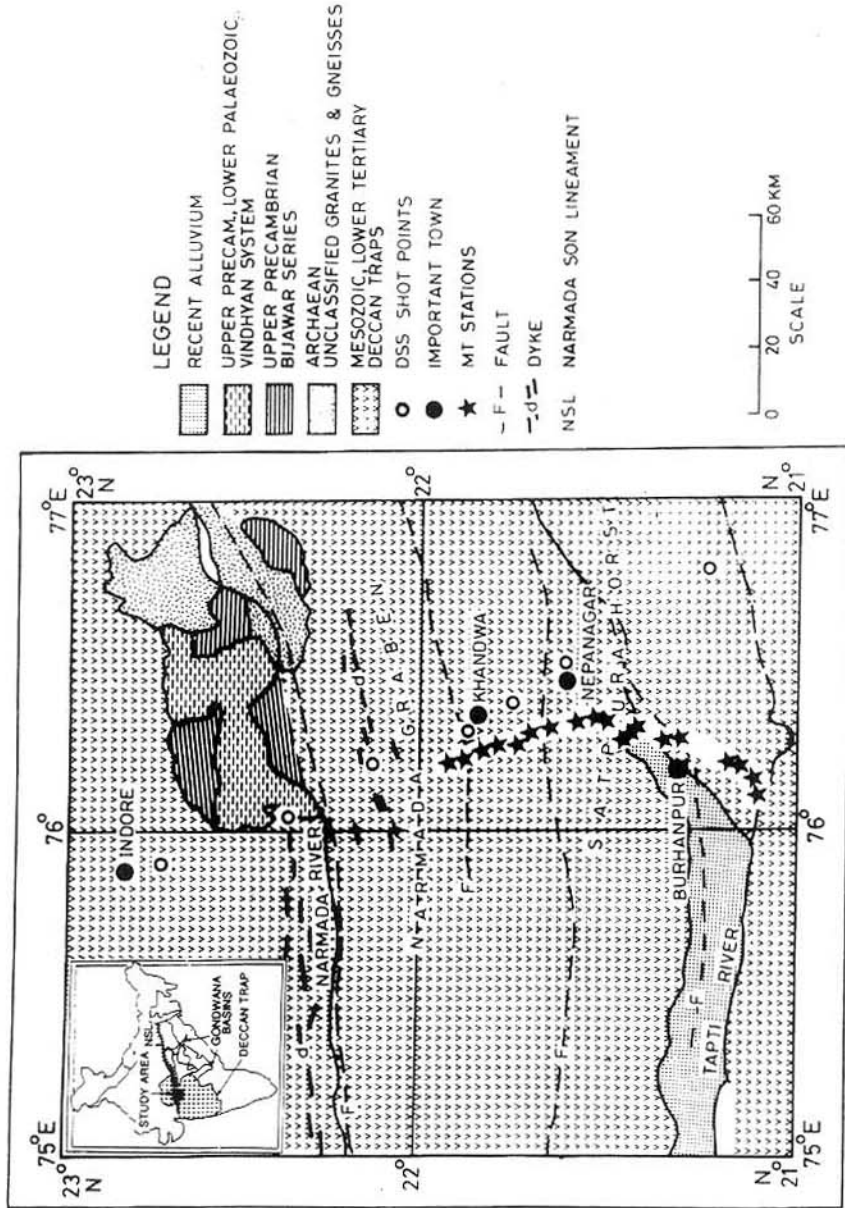 LEGEND
RECENT ALLUVIUM
UPPER PRECAM, LOWER PALAEOZOIC,
VINDHYAN SYSTEM
UPPER PRECAMBRIAN
BIJAWAR SERIES
ARCHAEAN
UNCLASSIFIED GRANITES & GNEISSES
MESOZOIC, LOWER TERTIARY
DECCAN TRAPS
DSS SHOT POINTS
IMPORTANT TOWN
MT STATIONS
-F- FAULT
-d- DYKE
NSL NARMADA SON LINEAMENT
0 20 40 60 KM
SCALE
75°E
76°
77°E
23°
N
23°
N
22°
22°
21°
N
21°
N
STUDY AREA
NSL
GONDWANA
BASINS
DECCAN TRAP
INDORE
NARMADA RIVER
d
d
F
NARMADA GRABEN
KHANDWA
F
F
NEPANAGAR
SATPURA HORST
BURHANPUR
F
TAPTI RIVER